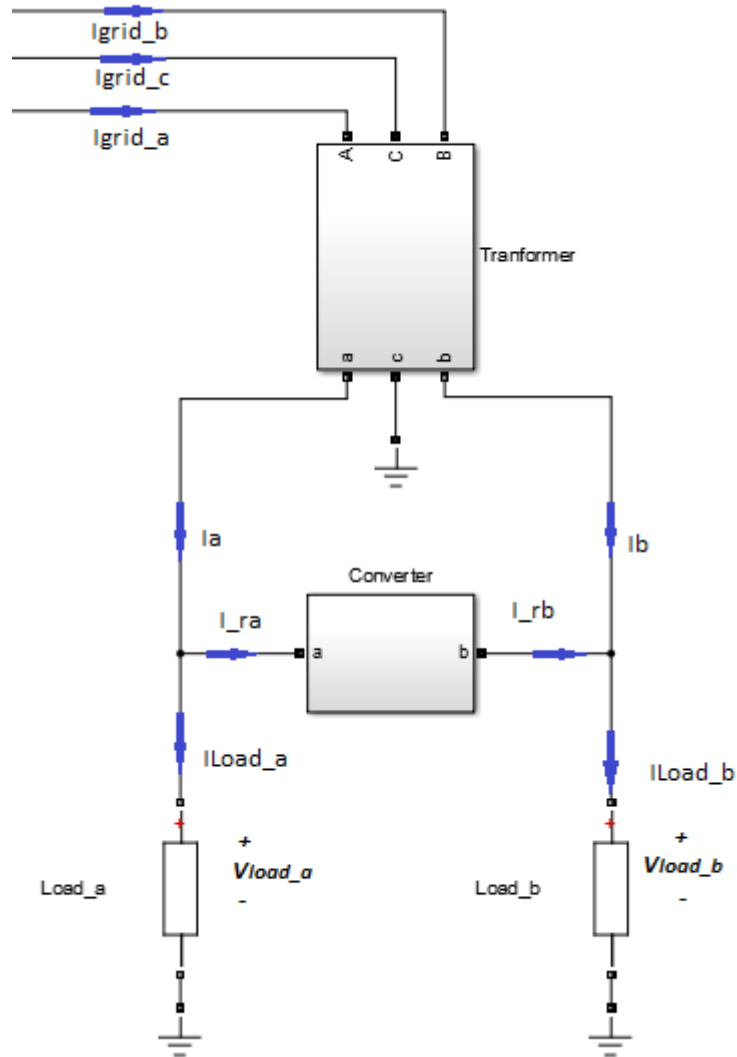 Igrid_b
Igrid_c
Igrid_a
A C B
Tranformer
a c b
Ia
Ib
Converter
I_ra
I_rb
a b
ILoad_a
ILoad_b
+ +
+ +
Vload_a
Vload_b
Load_a
Load_b
- -